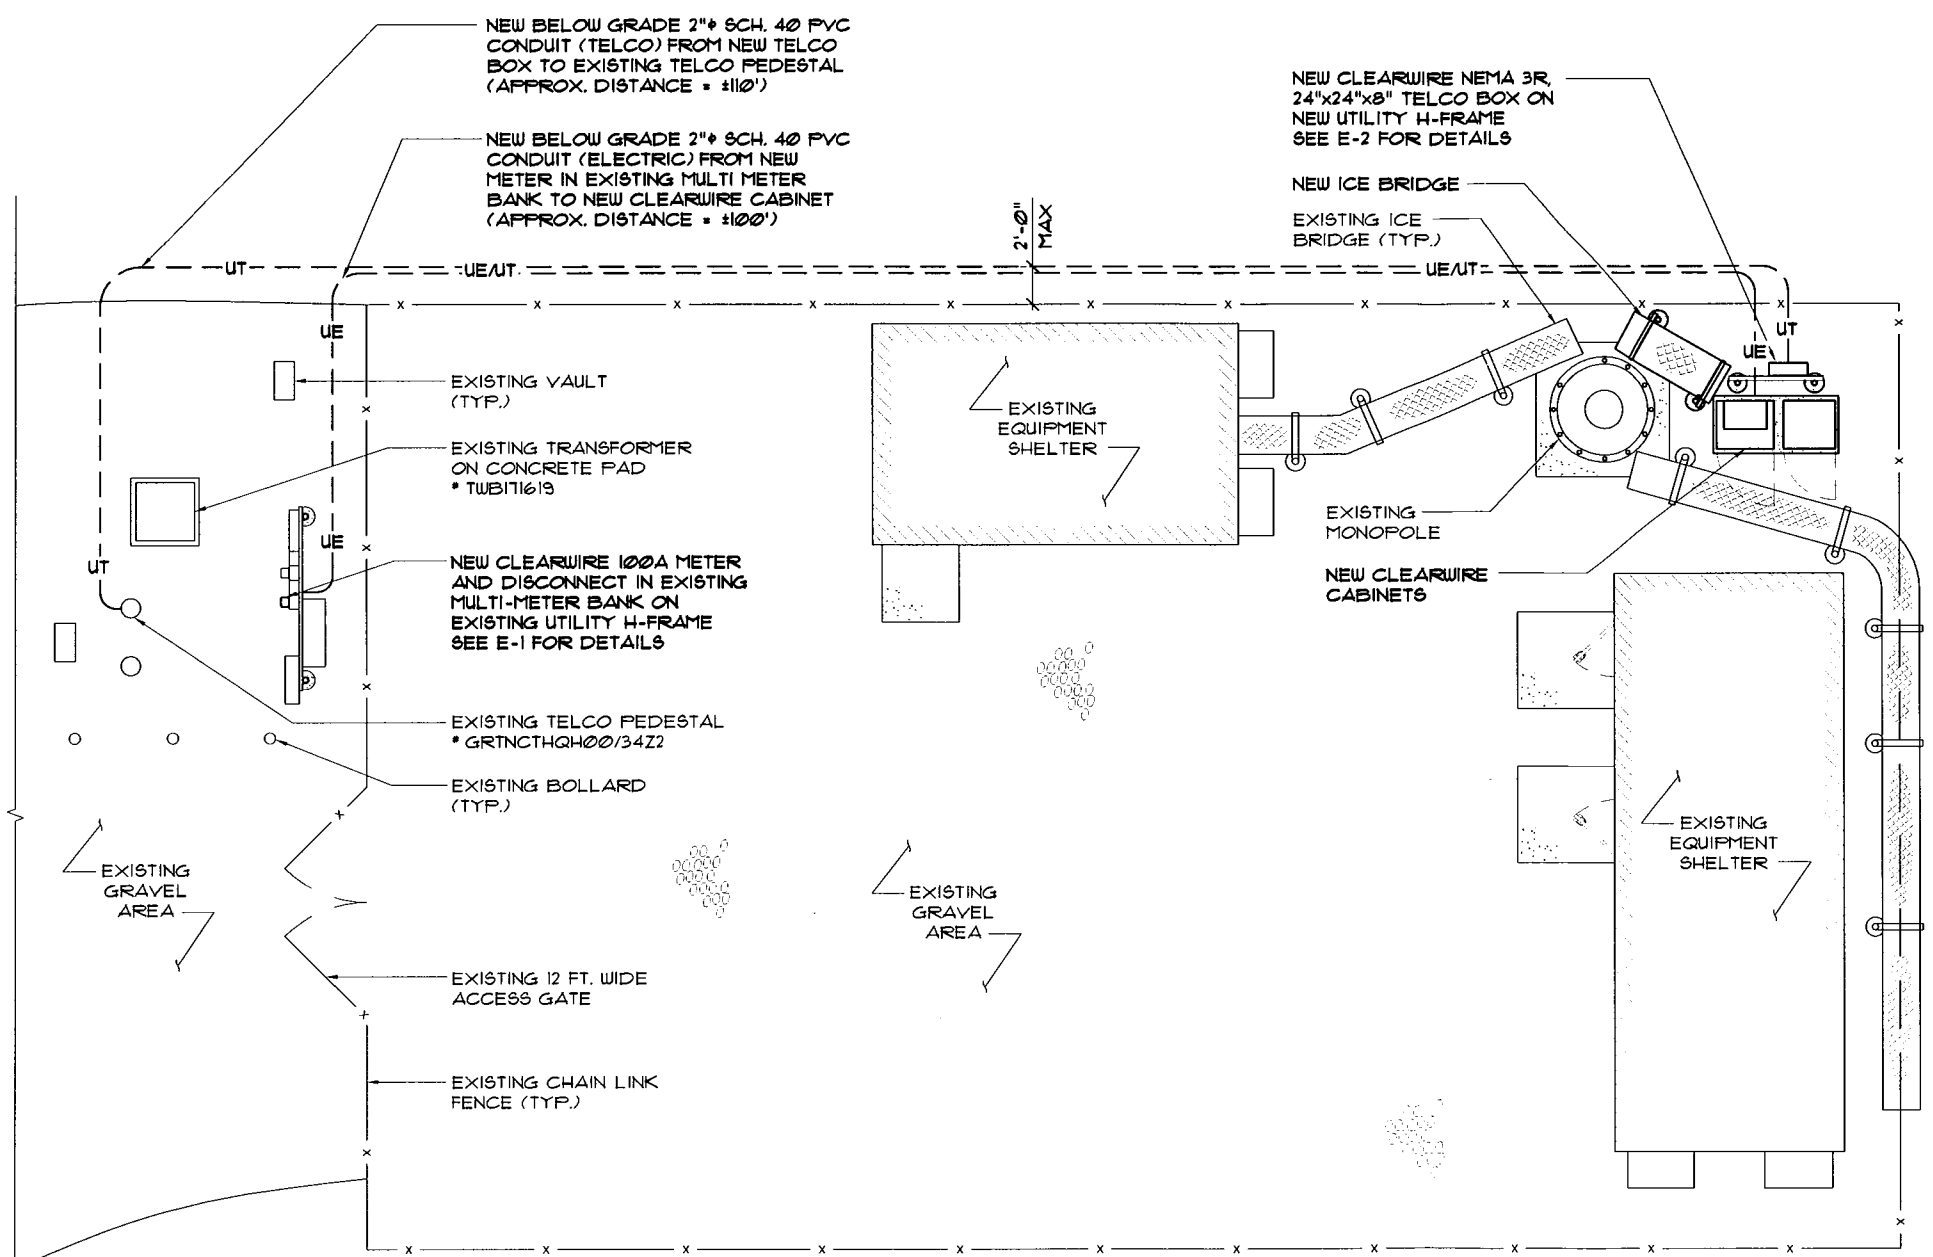 NEW BELOW GRADE 2"ϕ SCH. 40 PVC
CONDUIT (TELCO) FROM NEW TELCO
BOX TO EXISTING TELCO PEDESTAL
(APPROX. DISTANCE = ±110')
NEW BELOW GRADE 2"ϕ SCH. 40 PVC
CONDUIT (ELECTRIC) FROM NEW
METER IN EXISTING MULTI METER
BANK TO NEW CLEARWIRE CABINET
(APPROX. DISTANCE = ±100')
2'-0"
MAX
NEW CLEARWIRE NEMA 3R,
24"x24"x8" TELCO BOX ON
NEW UTILITY H-FRAME
SEE E-2 FOR DETAILS
NEW ICE BRIDGE
EXISTING ICE
BRIDGE (TYP.)
UT
UE/UT
UE/UT
UE
UT
UE
EXISTING VAULT
(TYP.)
EXISTING TRANSFORMER
ON CONCRETE PAD
# TWB171619
UE
UT
NEW CLEARWIRE 100A METER
AND DISCONNECT IN EXISTING
MULTI-METER BANK ON
EXISTING UTILITY H-FRAME
SEE E-1 FOR DETAILS
EXISTING TELCO PEDESTAL
# GRTNCTHQH00/34Z2
EXISTING BOLLARD
(TYP.)
EXISTING
EQUIPMENT
SHELTER
EXISTING
MONOPOLE
NEW CLEARWIRE
CABINETS
EXISTING
GRAVEL
AREA
EXISTING
GRAVEL
AREA
EXISTING
EQUIPMENT
SHELTER
EXISTING 12 FT. WIDE
ACCESS GATE
EXISTING CHAIN LINK
FENCE (TYP.)